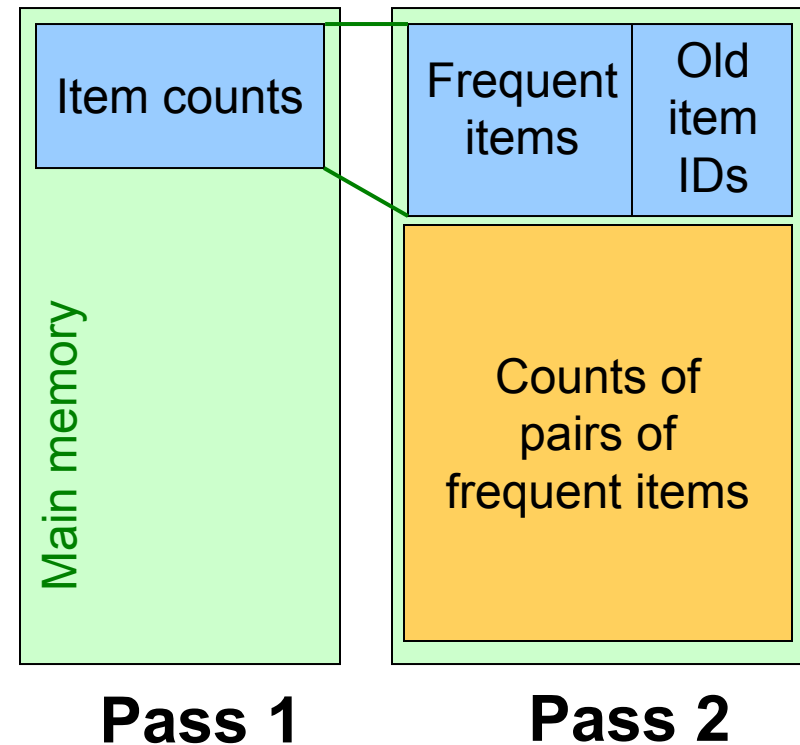 Item counts
Main memory
Frequent
items
Old
item
IDs
Counts of
pairs of
frequent items
Pass 1
Pass 2